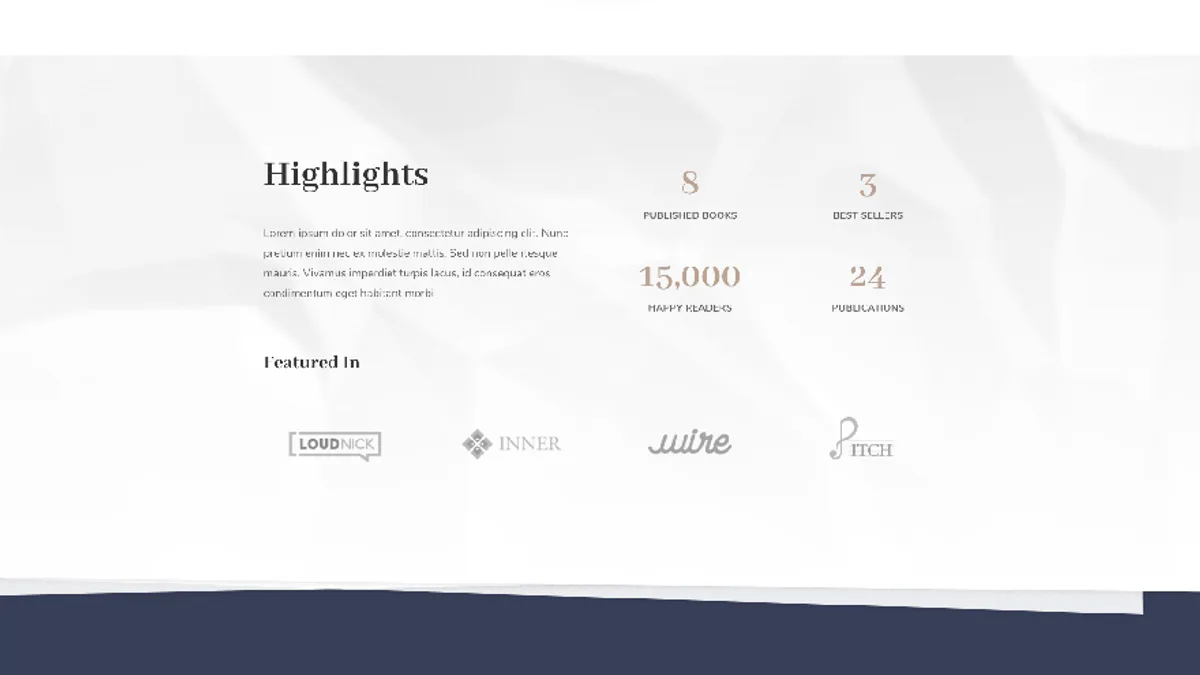 Highlights
Lorem ipsum dolor sit amet, consectetur adipiscing elit. Nunc
pretium enim nec ex molestie mattis. Sed non pellentesque
mauris. Vivamus imperdiet turpis lacus, id consequat eros
condimentum eget habitant morbi
8
PUBLISHED BOOKS
3
BEST SELLERS
15,000
HAPPY READERS
24
PUBLICATIONS
Featured In
LOUDNICK
INNER
wire
PITCH